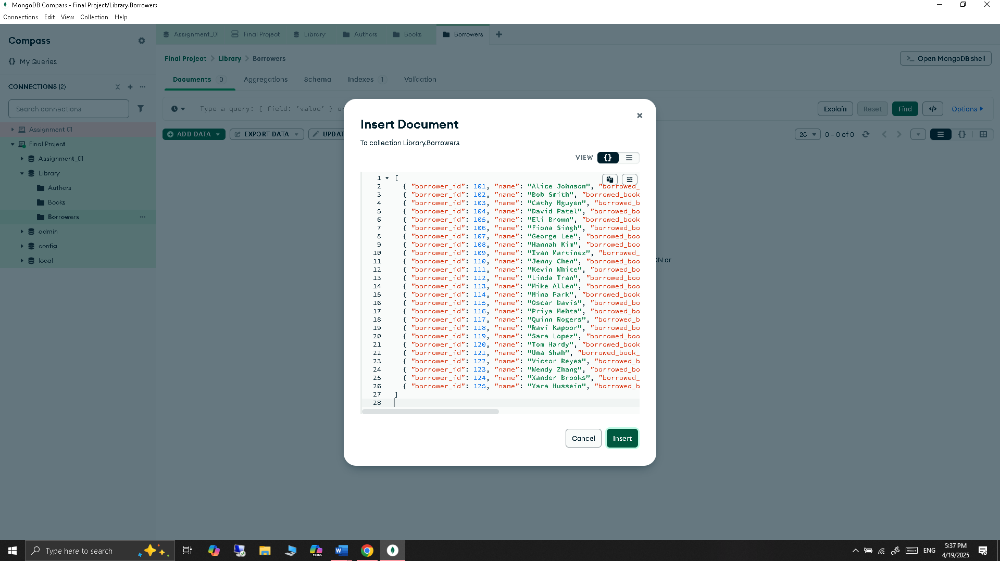 MongoDB Compass - Final Project/Library.Borrowers
Connections Edit View Collection Help
Compass
{} My Queries
CONNECTIONS (2)
Search connections
Assignment 01
Final Project
Assignment_01
Library
Authors
Books
Borrowers
admin
config
local
Assignment_01 Final Project Library Authors Books Borrowers
Final Project > Library > Borrowers
>_ Open MongoDB shell
Documents 0 Aggregations Schema Indexes 1 Validation
Type a query: { field: 'value' } or
Explain Reset Find </> Options
ADD DATA EXPORT DATA UPDAT
25 0 – 0 of 0 {}
ON or
Insert Document
To collection Library.Borrowers
VIEW {}
1 [
2 { "borrower_id": 101, "name": "Alice Johnson", "borrowed_
3 { "borrower_id": 102, "name": "Bob Smith", "borrowed_book
4 { "borrower_id": 103, "name": "Cathy Nguyen", "borrowed_b
5 { "borrower_id": 104, "name": "David Patel", "borrowed_bo
6 { "borrower_id": 105, "name": "Eli Brown", "borrowed_book
7 { "borrower_id": 106, "name": "Fiona Singh", "borrowed_bo
8 { "borrower_id": 107, "name": "George Lee", "borrowed_boo
9 { "borrower_id": 108, "name": "Hannah Kim", "borrowed_boo
10 { "borrower_id": 109, "name": "Ivan Martinez", "borrowed_
11 { "borrower_id": 110, "name": "Jenny Chen", "borrowed_boo
12 { "borrower_id": 111, "name": "Kevin White", "borrowed_bo
13 { "borrower_id": 112, "name": "Linda Tran", "borrowed_boo
14 { "borrower_id": 113, "name": "Mike Allen", "borrowed_boo
15 { "borrower_id": 114, "name": "Nina Park", "borrowed_book
16 { "borrower_id": 115, "name": "Oscar Davis", "borrowed_bo
17 { "borrower_id": 116, "name": "Priya Mehta", "borrowed_bo
18 { "borrower_id": 117, "name": "Quinn Rogers", "borrowed_b
19 { "borrower_id": 118, "name": "Ravi Kapoor", "borrowed_bo
20 { "borrower_id": 119, "name": "Sara Lopez", "borrowed_boo
21 { "borrower_id": 120, "name": "Tom Hardy", "borrowed_book
22 { "borrower_id": 121, "name": "Uma Shah", "borrowed_book_
23 { "borrower_id": 122, "name": "Victor Reyes", "borrowed_b
24 { "borrower_id": 123, "name": "Wendy Zhang", "borrowed_bo
25 { "borrower_id": 124, "name": "Xander Brooks", "borrowed_
26 { "borrower_id": 125, "name": "Yara Hussein", "borrowed_b
27 ]
28
Cancel Insert
Type here to search
M365
ENG
5:37 PM
4/19/2025